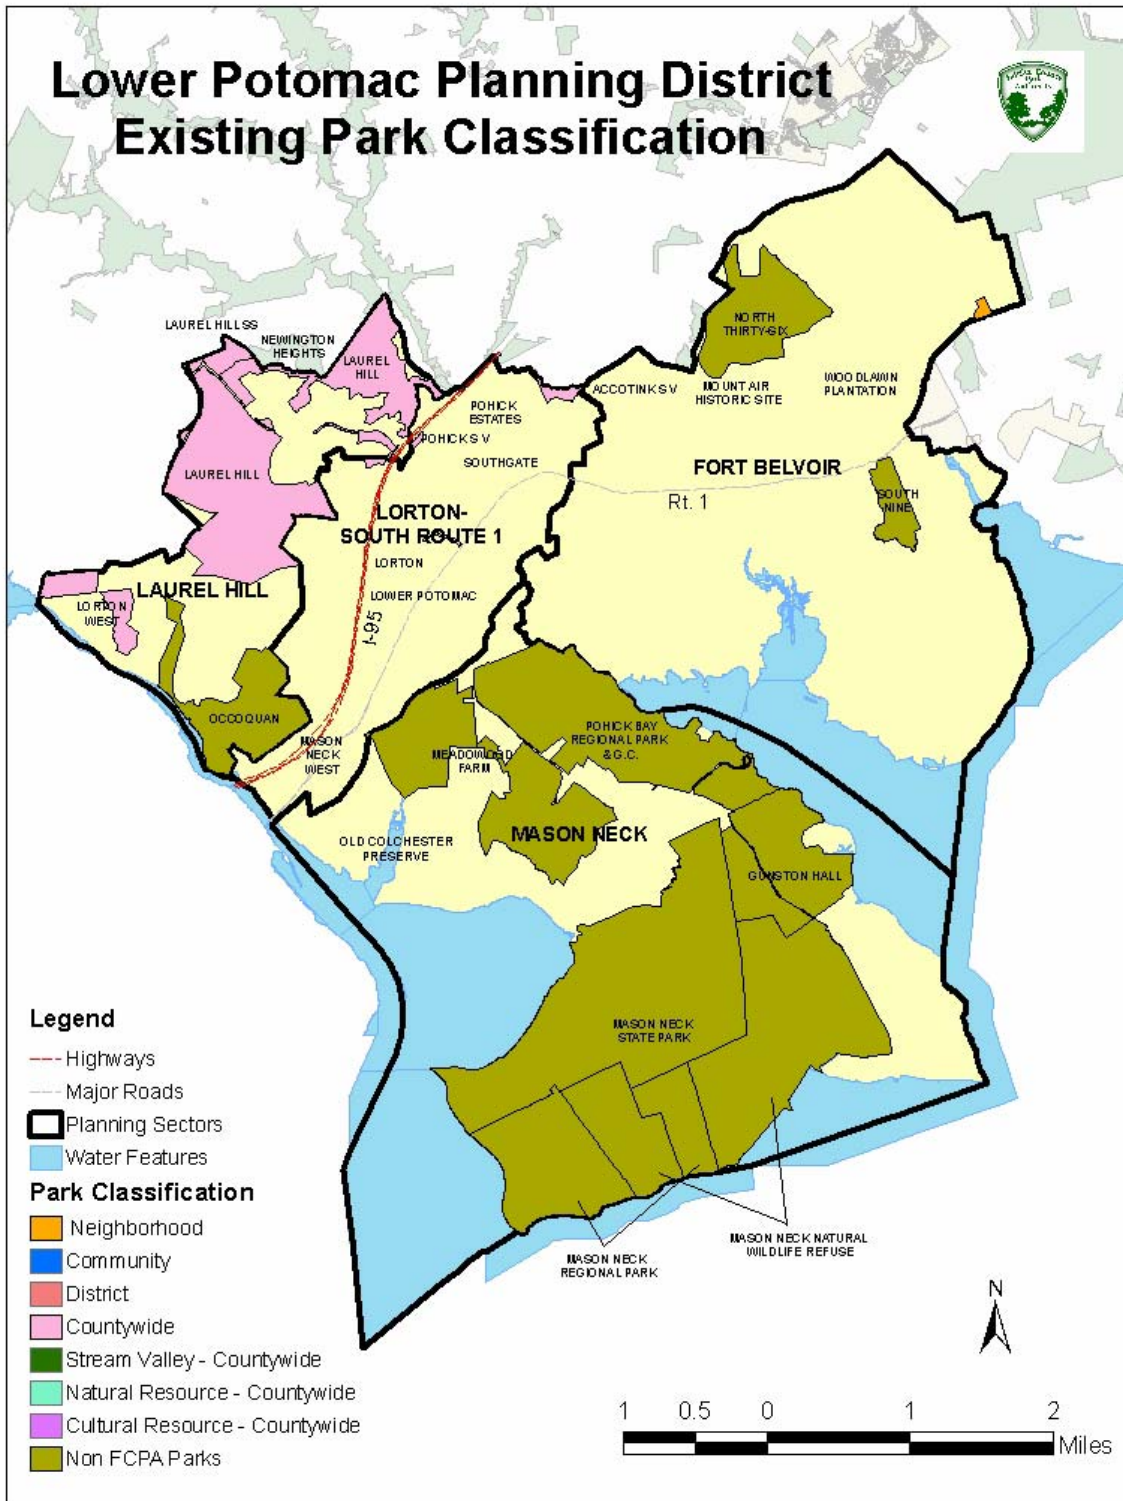 Lower Potomac Planning District
Existing Park Classification
LAUREL HILL SS
NEWINGTON
HEIGHTS
LAUREL
HILL
NORTH
THIRTY-SIX
ACCOTINK S V
MOUNT AIR
HISTORIC SITE
WOODLAWN
PLANTATION
POHICK
ESTATES
POHICK S V
SOUTHGATE
LAUREL HILL
FORT BELVOIR
Rt. 1
SOUTH
NINE
LORTON-
SOUTH ROUTE 1
LORTON
LAUREL HILL
LOWER POTOMAC
LORTON
WEST
I-95
OCCOQUAN
MASON
NECK
WEST
POHICK BAY
REGIONAL PARK
& G.C.
MEADOWOOD
FARM
MASON NECK
OLD COLCHESTER
PRESERVE
GUNSTON HALL
MASON NECK
STATE PARK
MASON NECK NATURAL
WILDLIFE REFUSE
MASON NECK
REGIONAL PARK
Legend
Highways
Major Roads
Planning Sectors
Water Features
Park Classification
Neighborhood
Community
District
Countywide
Stream Valley - Countywide
Natural Resource - Countywide
Cultural Resource - Countywide
Non FCPA Parks
N
1 0.5 0 1 2
Miles